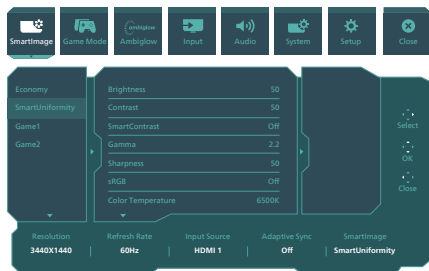 SmartImage
Game Mode
ambiglow
Ambiglow
Input
Audio
System
Setup
Close
Economy
SmartUniformity
Game1
Game2
Brightness 50
Contrast 50
SmartContrast Off
Gamma 2.2
Sharpness 50
sRGB Off
Color Temperature 6500K
Select
OK
Close
Resolution Refresh Rate Input Source Adaptive Sync SmartImage
3440X1440 60Hz HDMI 1 Off SmartUniformity